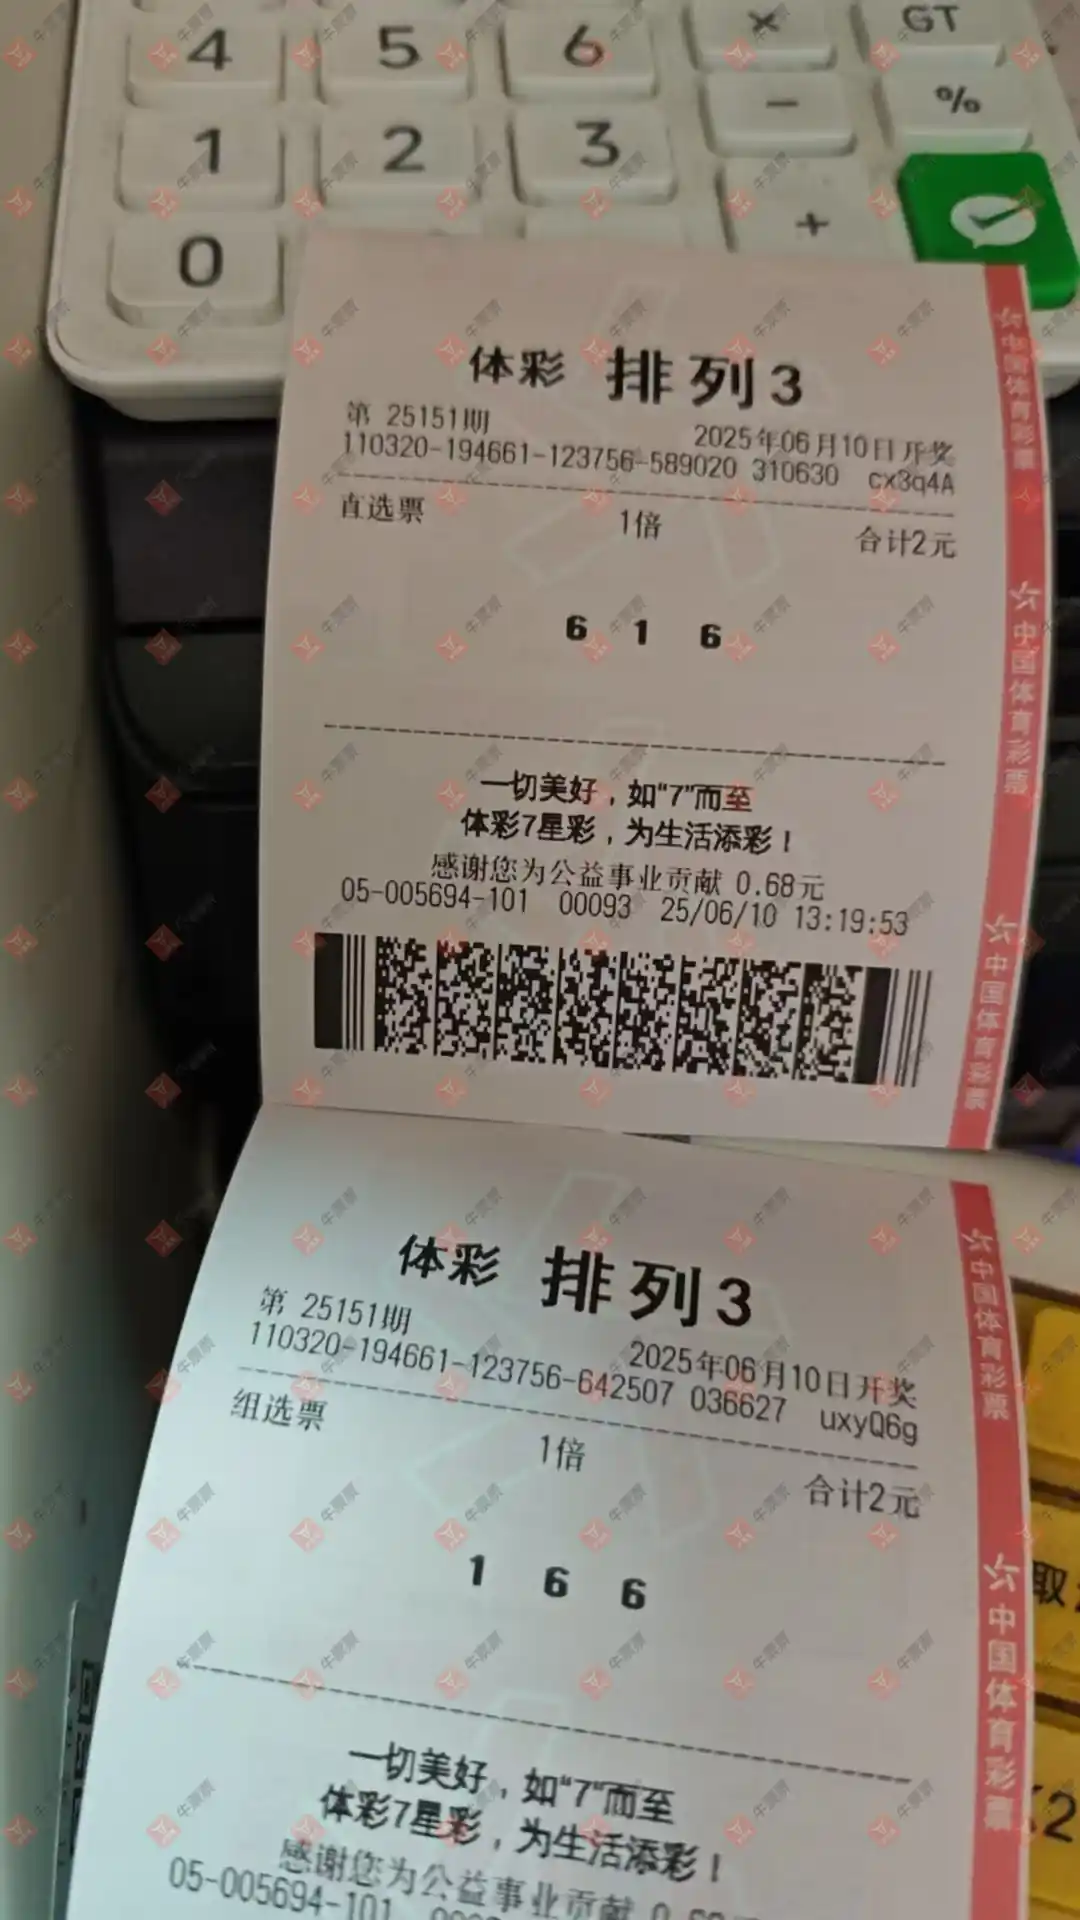 4 5 6 × GT
1 2 3 − %
0 +
体彩 排列3
第 25151期
2025年06月10日开奖
110320-194661-123756-589020 310630 cx3q4A
直选票 1倍 合计2元
6 1 6
一切美好，如“7”而至
体彩7星彩，为生活添彩！
感谢您为公益事业贡献 0.68元
05-005694-101 00093 25/06/10 13:19:53
中国体育彩票
中国体育彩票
中国体育彩票
体彩 排列3
第 25151期
2025年06月10日开奖
110320-194661-123756-642507 036627 uxyQ6g
组选票 1倍 合计2元
1 6 6
一切美好，如“7”而至
体彩7星彩，为生活添彩！
感谢您为公益事业贡献
05-005694-101
中国体育彩票
中国体育彩票
取
2
牛票票